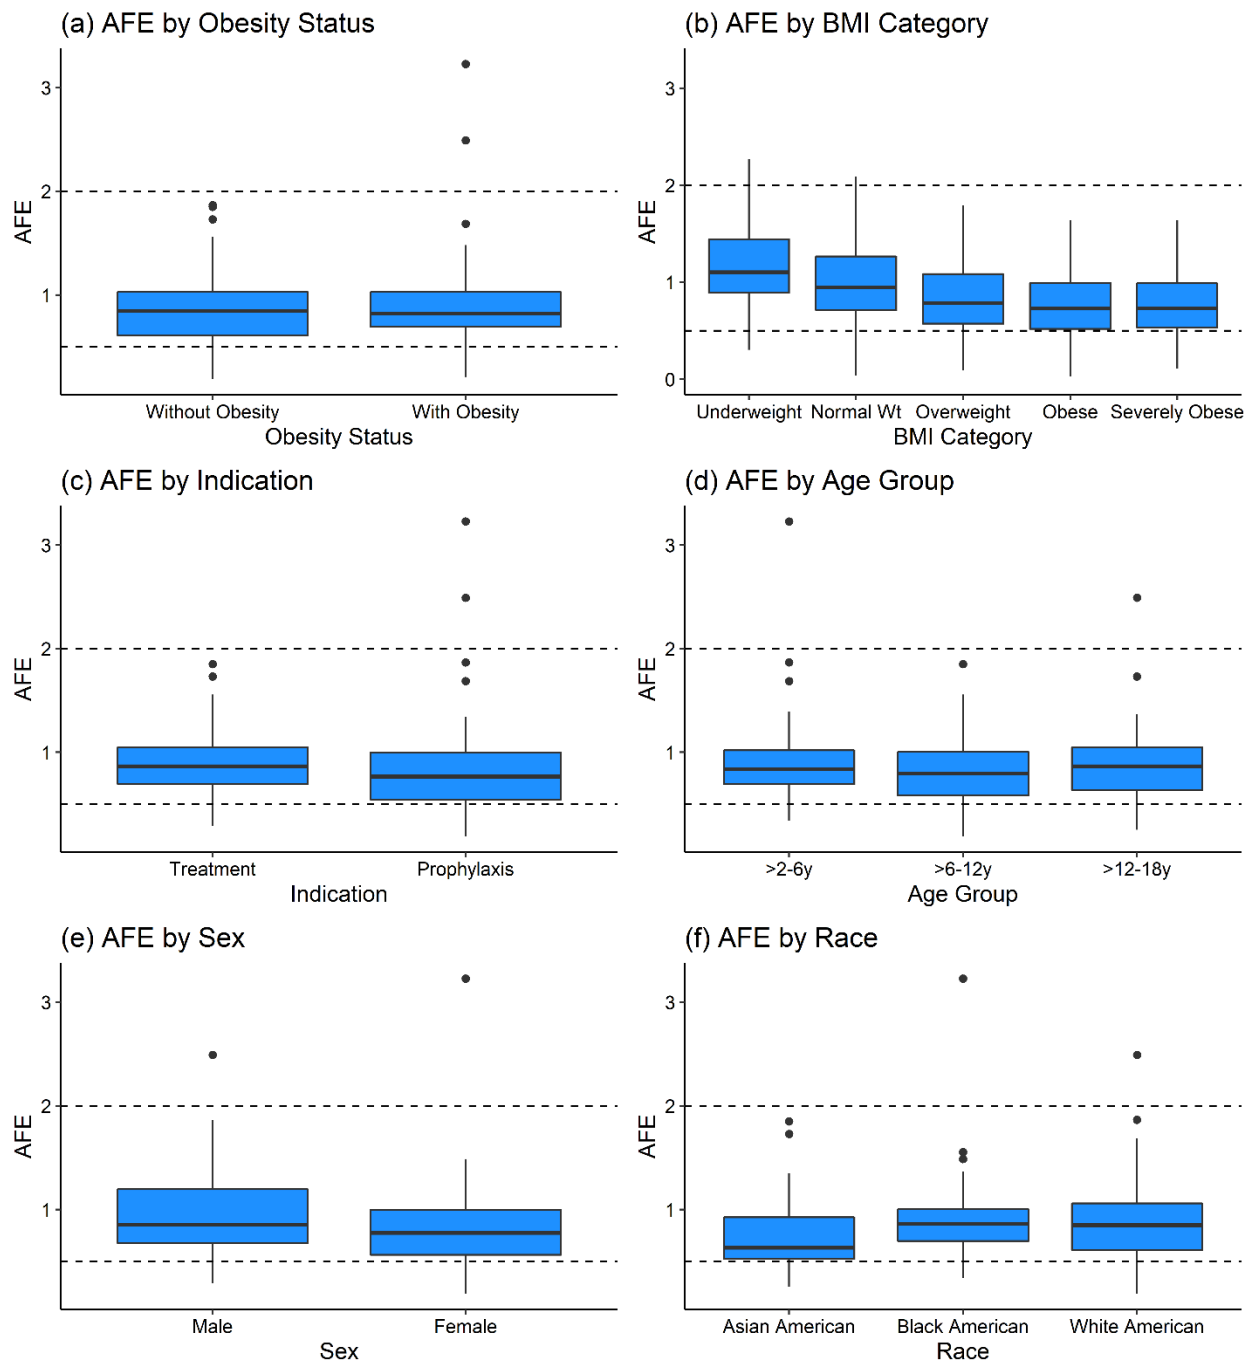 (a) AFE by Obesity Status
3
2
1
AFE
Without Obesity With Obesity
Obesity Status
(b) AFE by BMI Category
3
2
1
0
AFE
Underweight Normal Wt Overweight Obese Severely Obese
BMI Category
(c) AFE by Indication
3
2
1
AFE
Treatment Prophylaxis
Indication
(d) AFE by Age Group
3
2
1
AFE
>2-6y >6-12y >12-18y
Age Group
(e) AFE by Sex
3
2
1
AFE
Male Female
Sex
(f) AFE by Race
3
2
1
AFE
Asian American Black American White American
Race